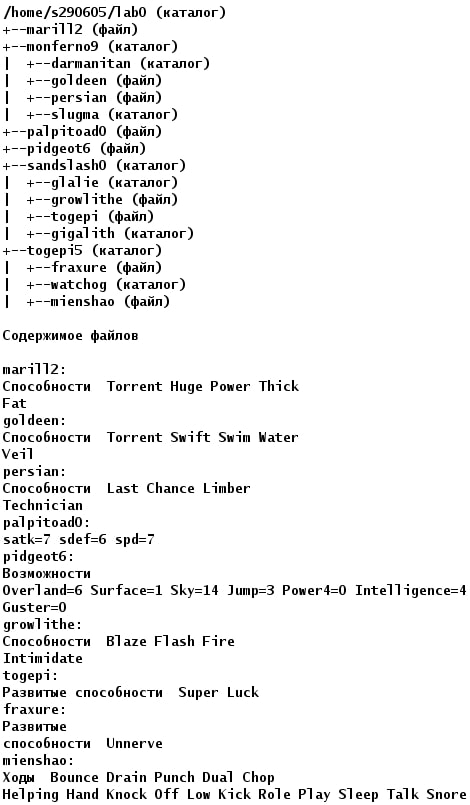 /home/s290605/lab0 (каталог)
+--marill2 (файл)
+--monferno9 (каталог)
|  +--darmanitan (каталог)
|  +--goldeen (файл)
|  +--persian (файл)
|  +--slugma (каталог)
+--palpitoad0 (файл)
+--pidgeot6 (файл)
+--sandslash0 (каталог)
|  +--glalie (каталог)
|  +--growlithe (файл)
|  +--togepi (файл)
|  +--gigalith (каталог)
+--togepi5 (каталог)
|  +--fraxure (файл)
|  +--watchog (каталог)
|  +--mienshao (файл)

Содержимое файлов

marill2:
Способности  Torrent Huge Power Thick
Fat
goldeen:
Способности  Torrent Swift Swim Water
Veil
persian:
Способности  Last Chance Limber
Technician
palpitoad0:
satk=7 sdef=6 spd=7
pidgeot6:
Возможности
Overland=6 Surface=1 Sky=14 Jump=3 Power4=0 Intelligence=4
Guster=0
growlithe:
Способности  Blaze Flash Fire
Intimidate
togepi:
Развитые способности  Super Luck
fraxure:
Развитые
способности  Unnerve
mienshao:
Ходы  Bounce Drain Punch Dual Chop
Helping Hand Knock Off Low Kick Role Play Sleep Talk Snore